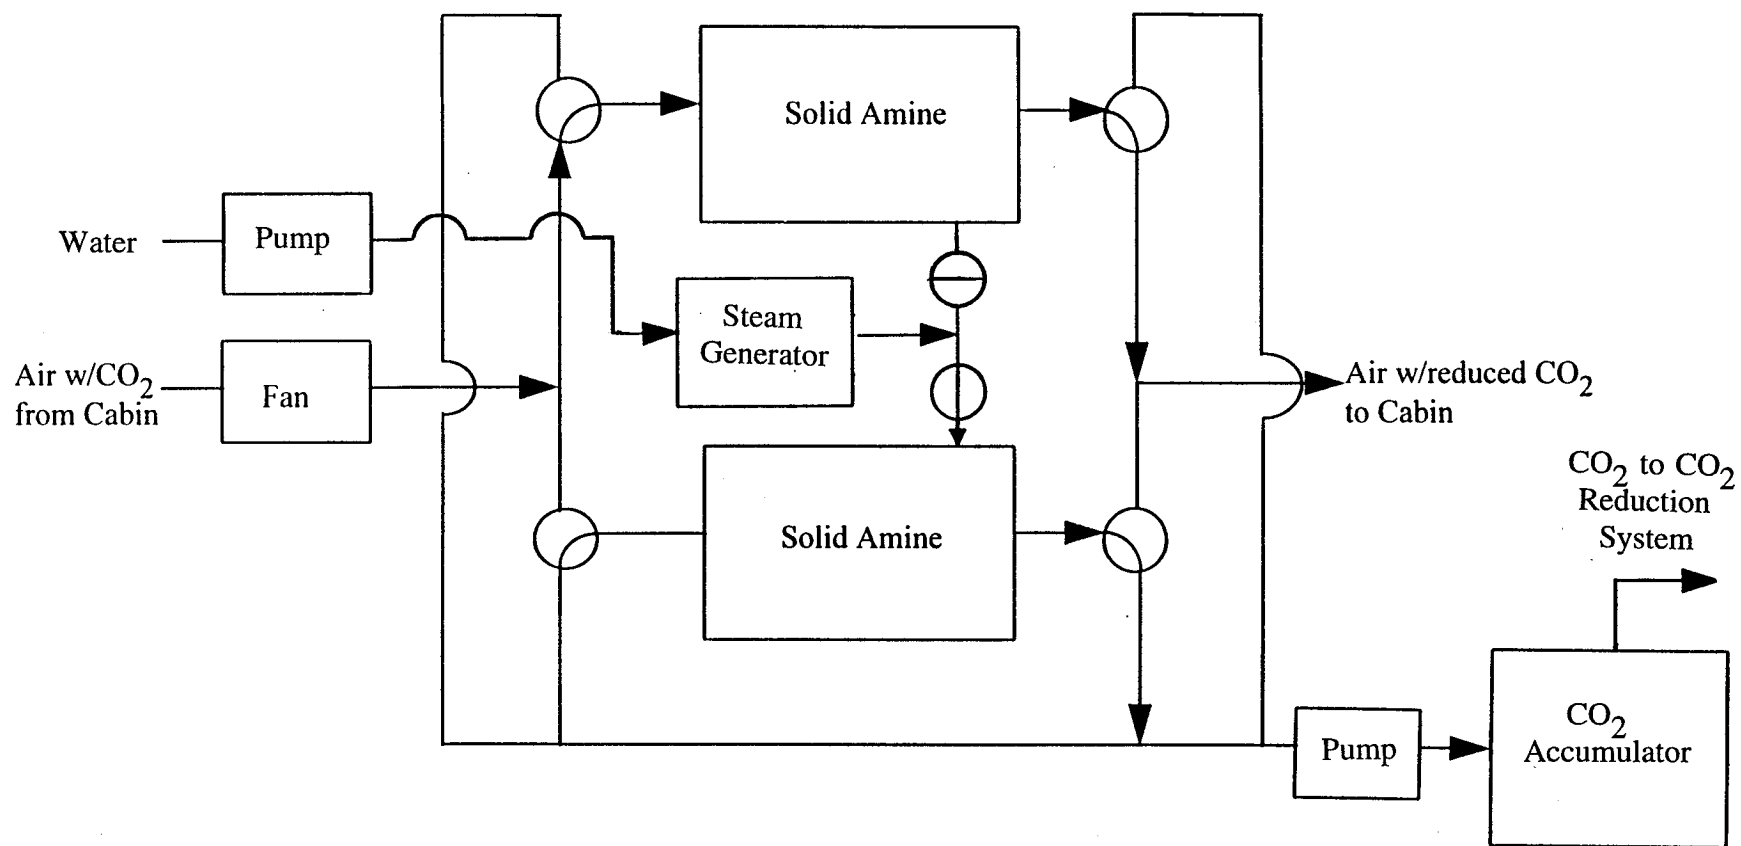 Solid Amine
Water
Pump
Steam
Generator
Air w/CO2
from Cabin
Fan
Air w/reduced CO2
to Cabin
Solid Amine
CO2 to CO2
Reduction
System
Pump
CO2
Accumulator